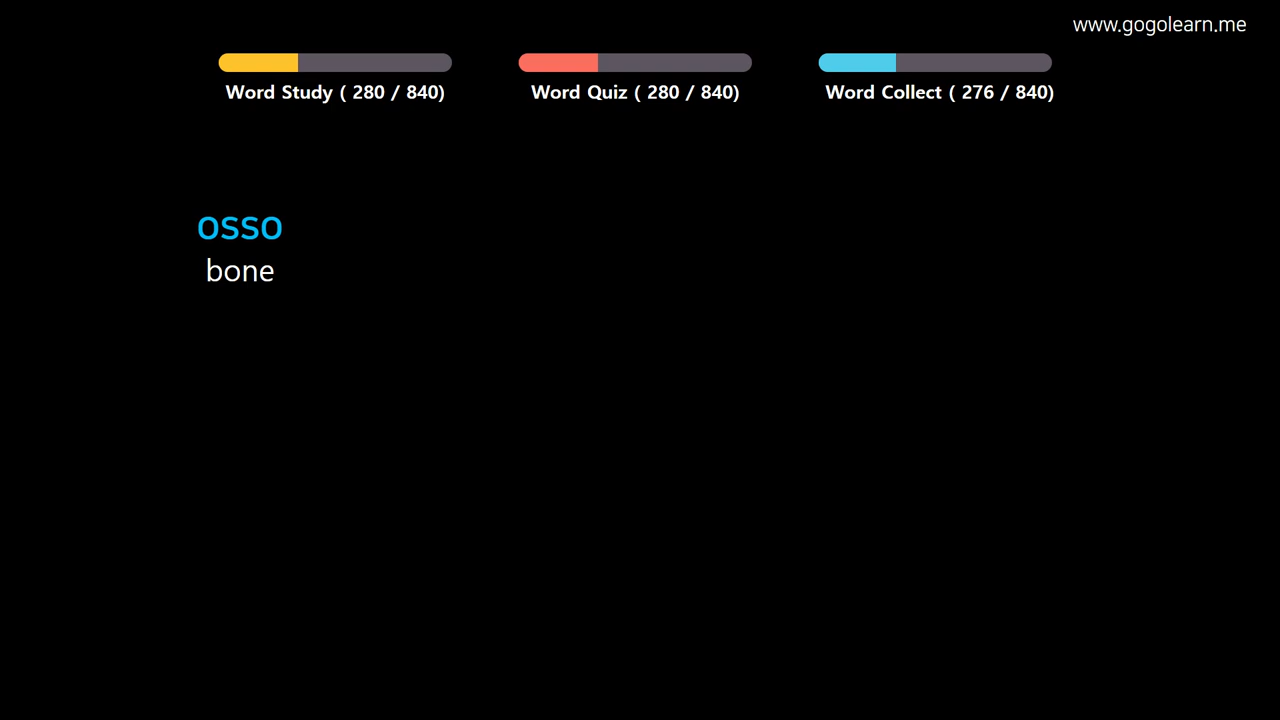 www.gogolearn.me
Word Study ( 280 / 840)
Word Quiz ( 280 / 840)
Word Collect ( 276 / 840)
osso
bone